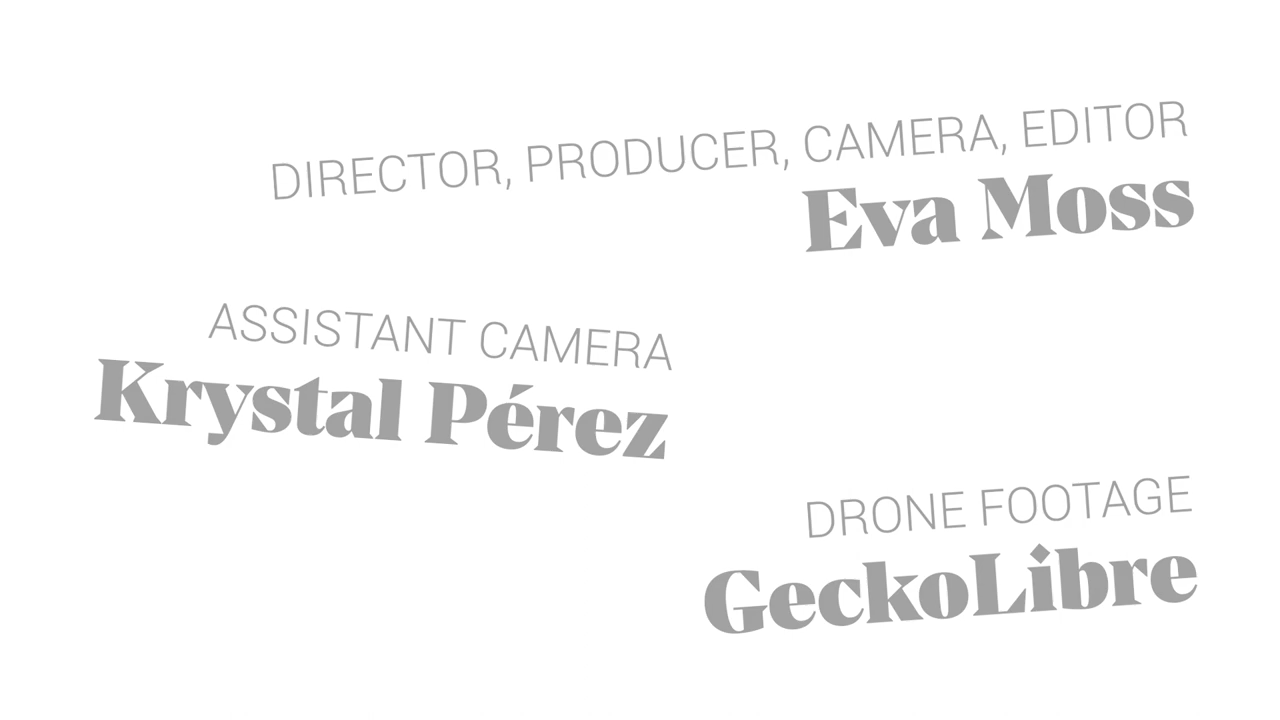 DIRECTOR, PRODUCER, CAMERA, EDITOR
Eva Moss
ASSISTANT CAMERA
Krystal Pérez
DRONE FOOTAGE
GeckoLibre